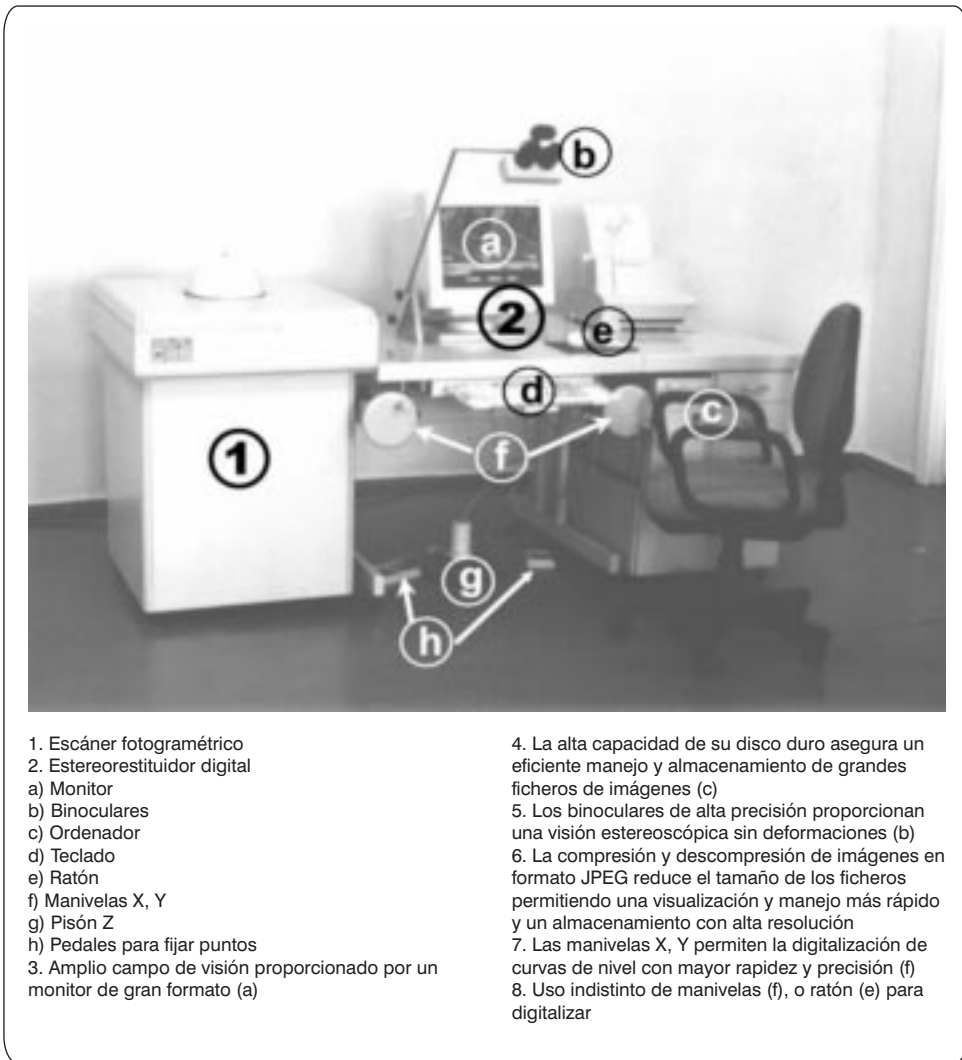 b
a
2
e
d
c
1
f
g
h
1. Escáner fotogramétrico
2. Estereorestituidor digital
a) Monitor
b) Binoculares
c) Ordenador
d) Teclado
e) Ratón
f) Manivelas X, Y
g) Pisón Z
h) Pedales para fijar puntos
3. Amplio campo de visión proporcionado por un
monitor de gran formato (a)
4. La alta capacidad de su disco duro asegura un
eficiente manejo y almacenamiento de grandes
ficheros de imágenes (c)
5. Los binoculares de alta precisión proporcionan
una visión estereoscópica sin deformaciones (b)
6. La compresión y descompresión de imágenes en
formato JPEG reduce el tamaño de los ficheros
permitiendo una visualización y manejo más rápido
y un almacenamiento con alta resolución
7. Las manivelas X, Y permiten la digitalización de
curvas de nivel con mayor rapidez y precisión (f)
8. Uso indistinto de manivelas (f), o ratón (e) para
digitalizar